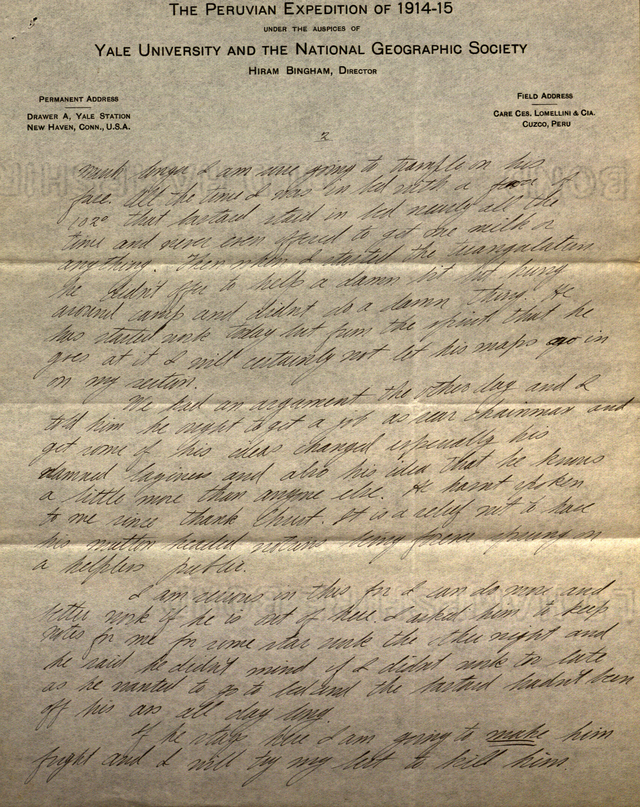 THE PERUVIAN EXPEDITION OF 1914-15
UNDER THE AUSPICES OF
YALE UNIVERSITY AND THE NATIONAL GEOGRAPHIC SOCIETY
HIRAM BINGHAM, DIRECTOR
PERMANENT ADDRESS
DRAWER A, YALE STATION
NEW HAVEN, CONN., U.S.A.
FIELD ADDRESS
CARE CES. LOMELLINI & CIA.
CUZCO, PERU
2
much longer I am sure going to trample on his
face. All the time I was in bed with a fever of
102° that bastard staid in bed nearly all the
time and never even offered to get me milk or
anything. Then when I started the triangulation
he didn't offer to help a damn bit but hung
around camp and didn't do a damn thing. He
has started work today but from the spirit that he
goes at it I will certainly not let his maps go in
on my section.
We had an argument the other day and I
told him he ought to get a job as rear chainman and
get some of his ideas changed especially his
damned laziness and also his idea that he knows
a little more than anyone else. He hasn't spoken
to me since thank Christ. It is a relief not to have
his mutton headed notions being sprung on
a helpless public.
I am serious in this for I can do more and
better work if he is out of here. I asked him to keep
notes for me for some star work the other night and
he said he didn't mind if I didn't work too late
as he wanted to go to bed and the bastard hadn't been
off his ass all day long.
If he stays here I am going to make him
fight and I will try my best to kill him